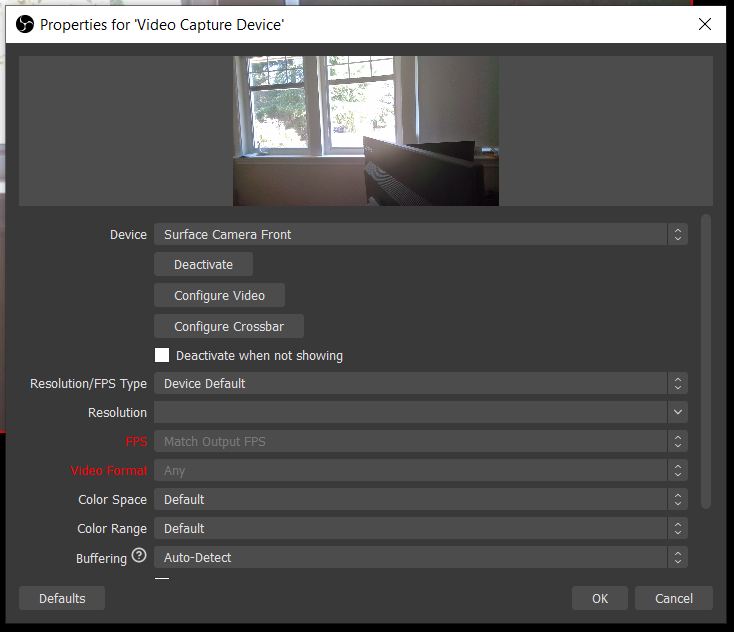 Properties for 'Video Capture Device'
Device Surface Camera Front
Deactivate
Configure Video
Configure Crossbar
Deactivate when not showing
Resolution/FPS Type Device Default
Resolution
FPS Match Output FPS
Video Format Any
Color Space Default
Color Range Default
Buffering ? Auto-Detect
Defaults OK Cancel